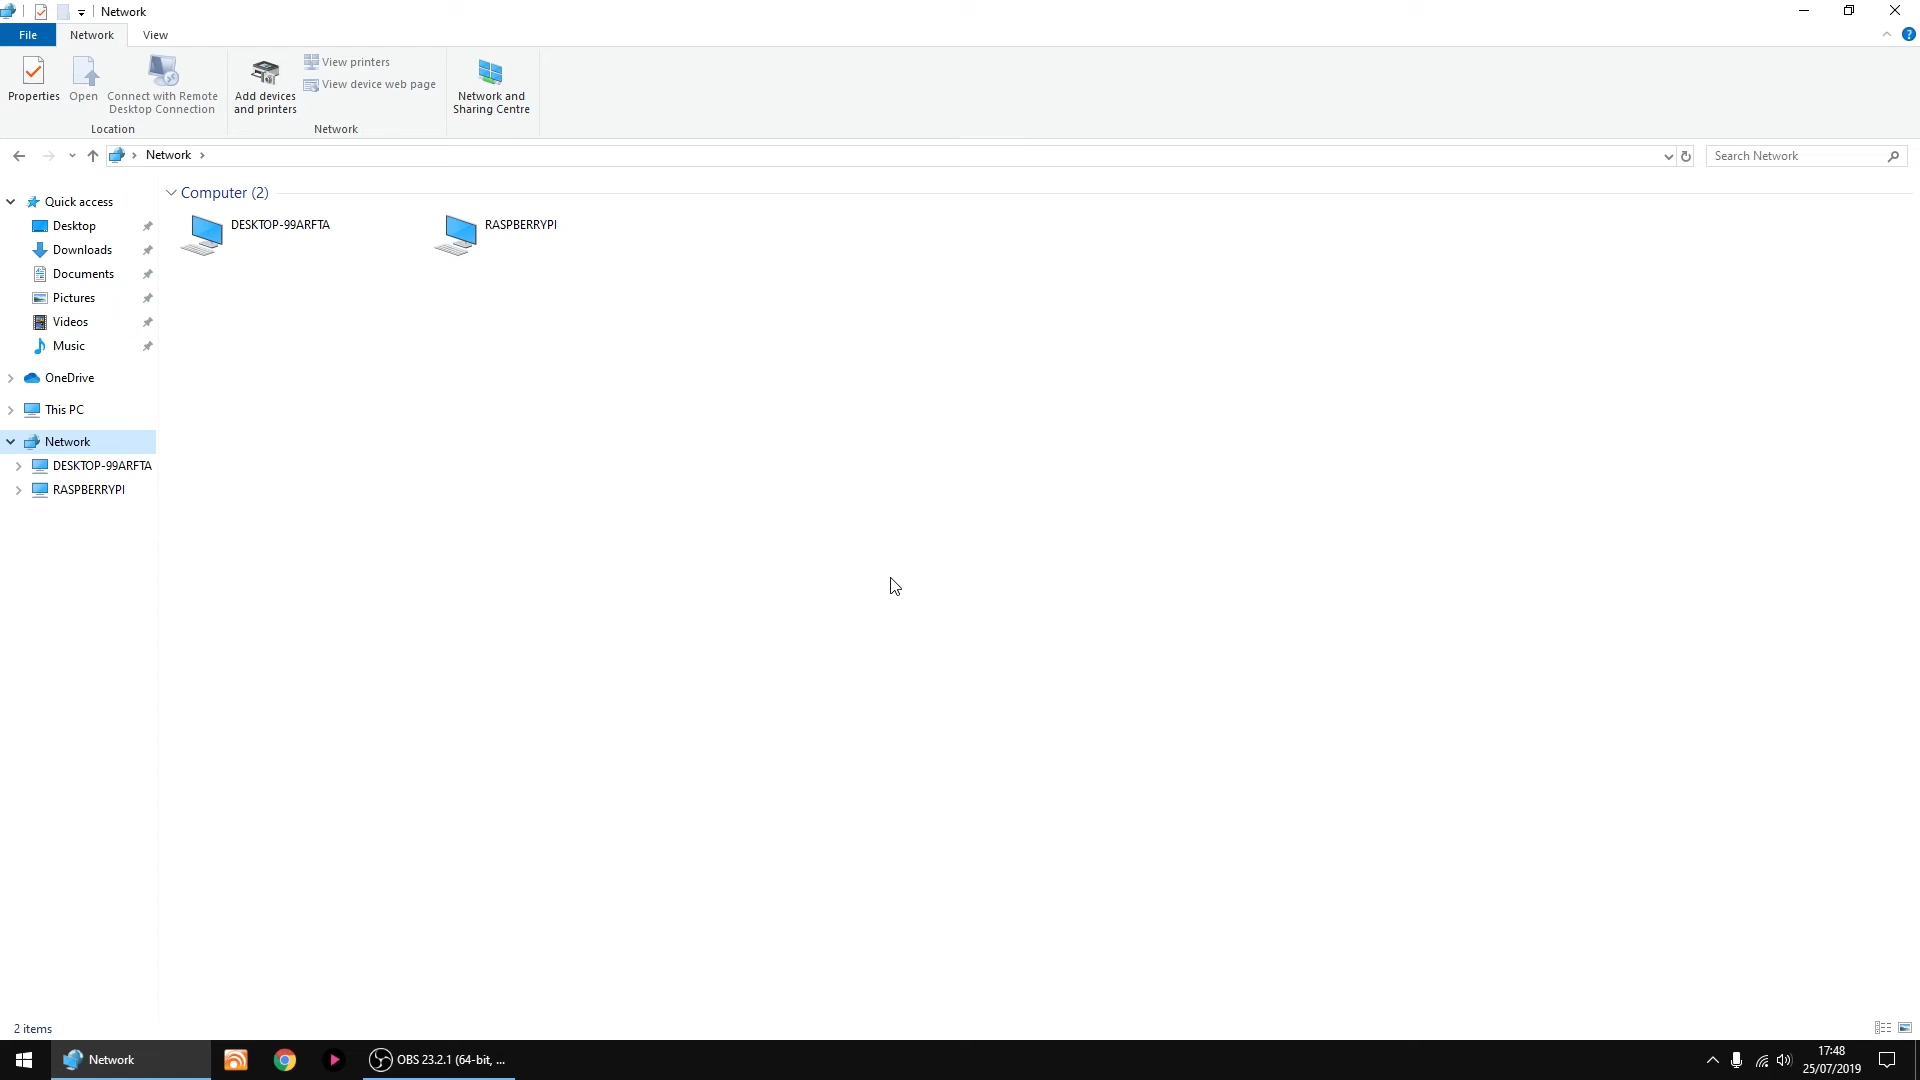 Network
File
Network
View
?
Properties
Open
Connect with Remote
Desktop Connection
Location
Add devices
and printers
View printers
View device web page
Network
Network and
Sharing Centre
Network
Search Network
Quick access
Desktop
Downloads
Documents
Pictures
Videos
Music
OneDrive
This PC
Network
DESKTOP-99ARFTA
RASPBERRYPI
Computer (2)
DESKTOP-99ARFTA
RASPBERRYPI
2 items
Network
OBS 23.2.1 (64-bit, ...
17:48
25/07/2019